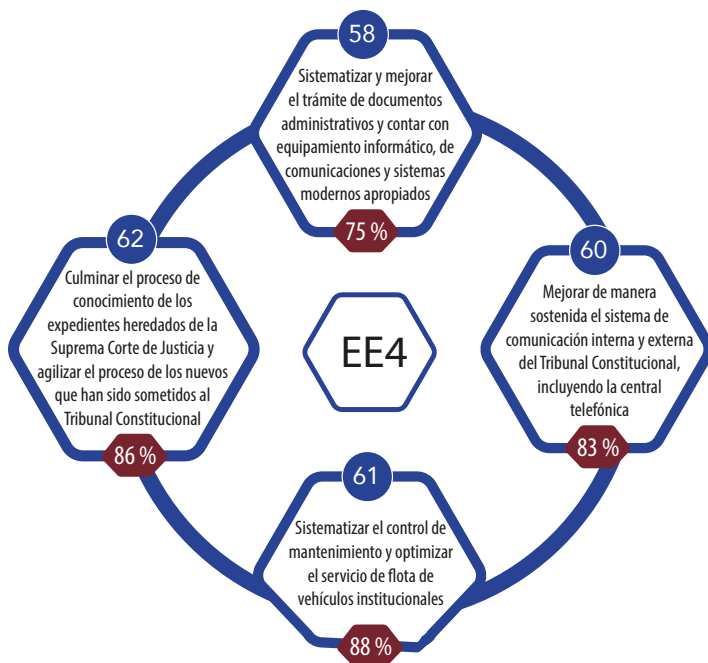 58
Sistematizar y mejorar
el trámite de documentos
administrativos y contar con
equipamiento informático, de
comunicaciones y sistemas
modernos apropiados
75 %
62
Culminar el proceso de
conocimiento de los
expedientes heredados de la
Suprema Corte de Justicia y
agilizar el proceso de los nuevos
que han sido sometidos al
Tribunal Constitucional
86 %
EE4
60
Mejorar de manera
sostenida el sistema de
comunicación interna y externa
del Tribunal Constitucional,
incluyendo la central
telefónica
83 %
61
Sistematizar el control de
mantenimiento y optimizar
el servicio de flota de
vehículos institucionales
88 %